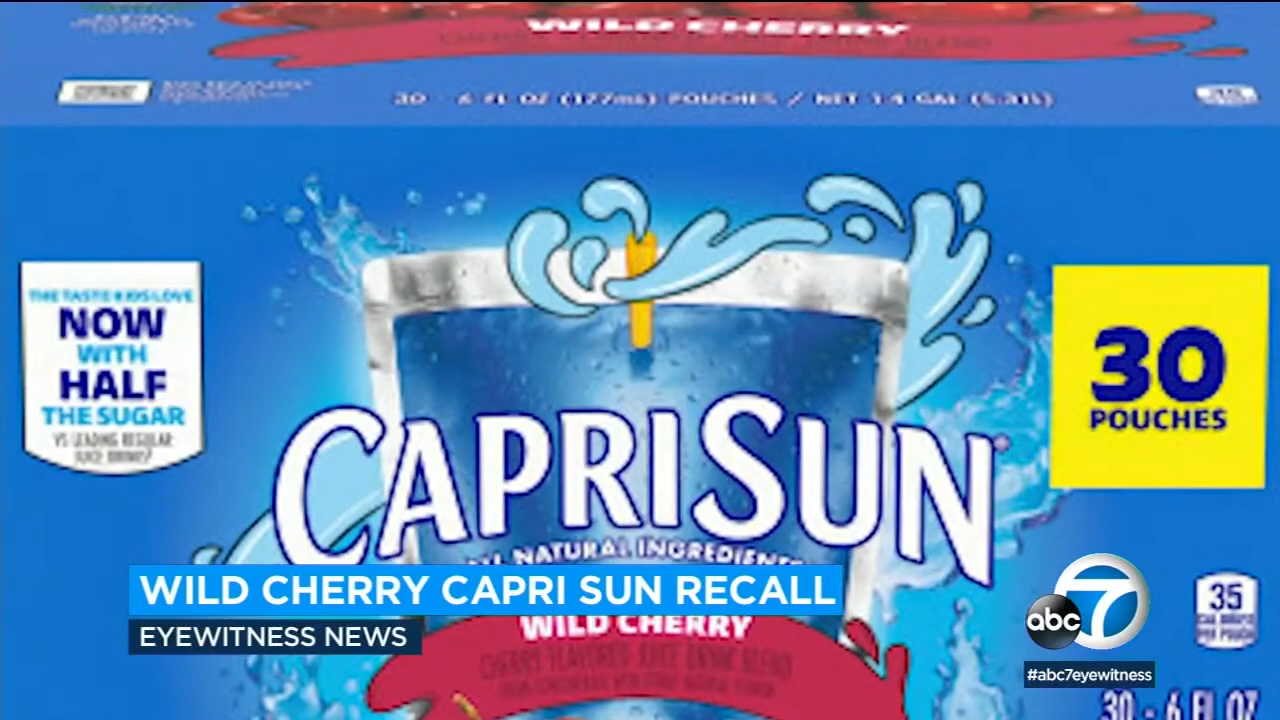 WILD CHERRY
30 - 6 FL OZ (177mL) POUCHES / NET 1.4 GAL (5.31L)
THE TASTE KIDS LOVE
NOW
WITH
HALF
THE SUGAR
VS LEADING REGULAR
JUICE DRINKS
30
POUCHES
CAPRISUN
ALL NATURAL INGREDIENTS
WILD CHERRY CAPRI SUN RECALL
EYEWITNESS NEWS
WILD CHERRY
CHERRY FLAVORED JUICE DRINK BLEND
abc 7
#abc7eyewitness
35
PER POUCH
30 - 6 FL OZ